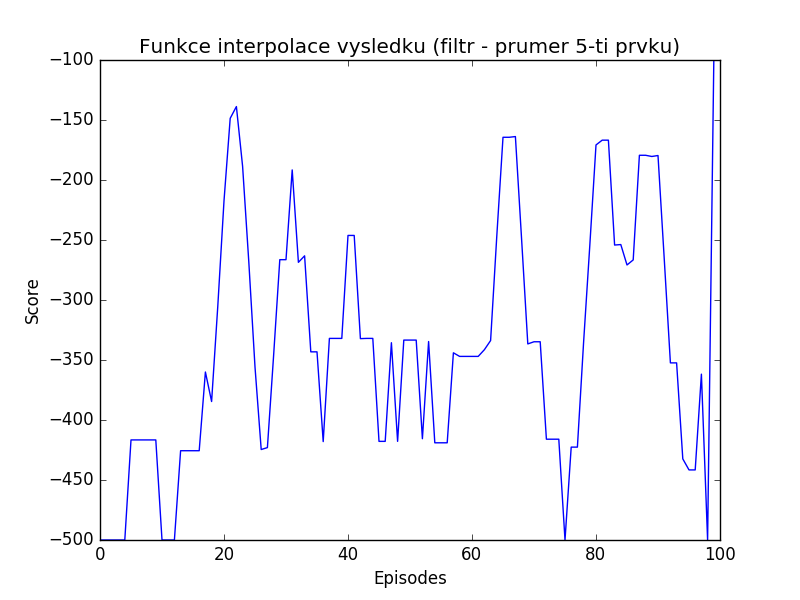 Funkce interpolace vysledku (filtr - prumer 5-ti prvku)
−100
−150
−200
−250
−300
−350
−400
−450
−500
Score
0 20 40 60 80 100
Episodes